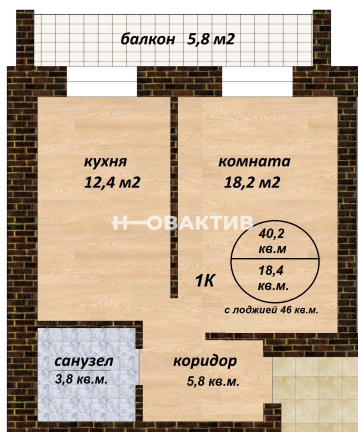 балкон 5,8 м2
кухня
12,4 м2
комната
18,2 м2
Н-НОВАКТИВ
40,2
кв.м
18,4
кв.м.
1К
с лоджией 46 кв.м.
санузел
3,8 кв.м.
коридор
5,8 кв.м.